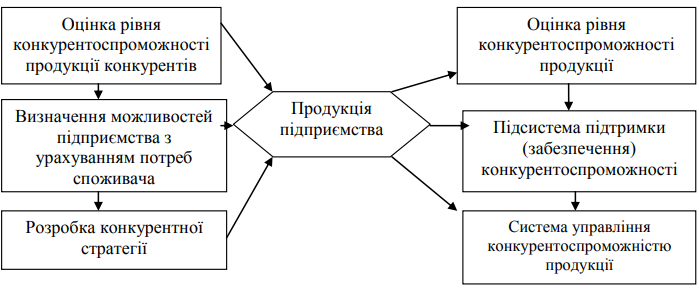 Оцінка рівня
конкурентоспроможності
продукції конкурентів
Визначення можливостей
підприємства з
урахуванням потреб
споживача
Розробка конкурентної
стратегії
Продукція
підприємства
Оцінка рівня
конкурентоспроможності
продукції
Підсистема підтримки
(забезпечення)
конкурентоспроможності
Система управління
конкурентоспроможністю
продукції